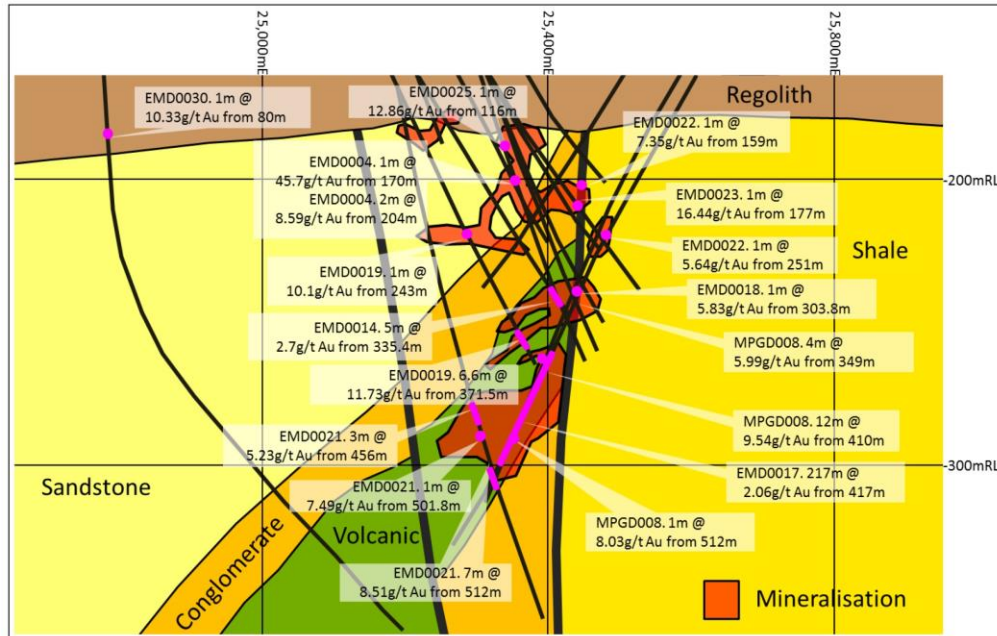 25,000mE
25,400mE
25,800mE
EMD0030. 1m @
10.33g/t Au from 80m
EMD0025. 1m @
12.86g/t Au from 116m
Regolith
EMD0022. 1m @
7.35g/t Au from 159m
EMD0004. 1m @
45.7g/t Au from 170m
EMD0004. 2m @
8.59g/t Au from 204m
-200mRL
EMD0023. 1m @
16.44g/t Au from 177m
Shale
EMD0022. 1m @
5.64g/t Au from 251m
EMD0019. 1m @
10.1g/t Au from 243m
EMD0018. 1m @
5.83g/t Au from 303.8m
EMD0014. 5m @
2.7g/t Au from 335.4m
MPGD008. 4m @
5.99g/t Au from 349m
EMD0019. 6.6m @
11.73g/t Au from 371.5m
MPGD008. 12m @
9.54g/t Au from 410m
EMD0021. 3m @
5.23g/t Au from 456m
EMD0017. 217m @
2.06g/t Au from 417m
-300mRL
Sandstone
EMD0021. 1m @
7.49g/t Au from 501.8m
MPGD008. 1m @
8.03g/t Au from 512m
Volcanic
Conglomerate
EMD0021. 7m @
8.51g/t Au from 512m
Mineralisation